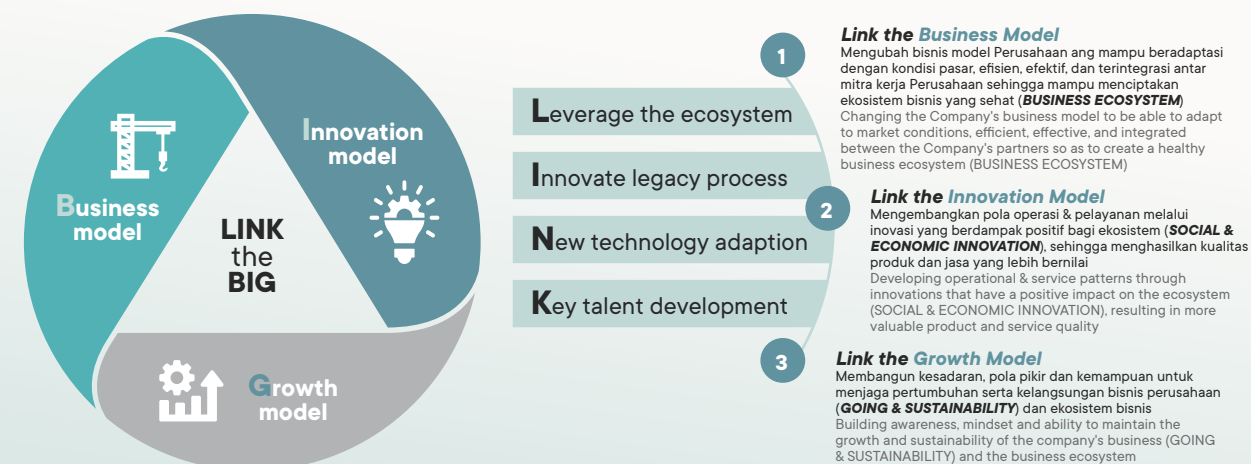 Business
model
Innovation
model
LINK
the
BIG
Growth
model
Leverage the ecosystem
Innovate legacy process
New technology adaption
Key talent development
1
Link the Business Model
Mengubah bisnis model Perusahaan ang mampu beradaptasi
dengan kondisi pasar, efisien, efektif, dan terintegrasi antar
mitra kerja Perusahaan sehingga mampu menciptakan
ekosistem bisnis yang sehat (BUSINESS ECOSYSTEM)
Changing the Company's business model to be able to adapt
to market conditions, efficient, effective, and integrated
between the Company's partners so as to create a healthy
business ecosystem (BUSINESS ECOSYSTEM)
2
Link the Innovation Model
Mengembangkan pola operasi & pelayanan melalui
inovasi yang berdampak positif bagi ekosistem (SOCIAL &
ECONOMIC INNOVATION), sehingga menghasilkan kualitas
produk dan jasa yang lebih bernilai
Developing operational & service patterns through
innovations that have a positive impact on the ecosystem
(SOCIAL & ECONOMIC INNOVATION), resulting in more
valuable product and service quality
3
Link the Growth Model
Membangun kesadaran, pola pikir dan kemampuan untuk
menjaga pertumbuhan serta kelangsungan bisnis perusahaan
(GOING & SUSTAINABILITY) dan ekosistem bisnis
Building awareness, mindset and ability to maintain the
growth and sustainability of the company's business (GOING
& SUSTAINABILITY) and the business ecosystem